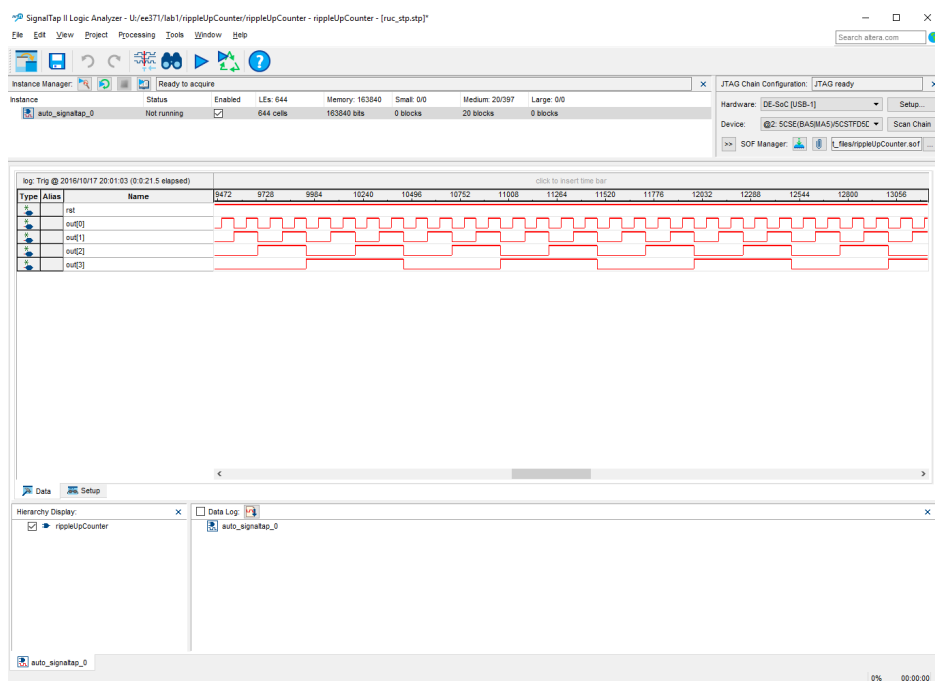 SignalTap II Logic Analyzer - U:/ee371/lab1/rippleUpCounter/rippleUpCounter - rippleUpCounter - [ruc_stp.stp]*
File Edit View Project Processing Tools Window Help
Search altera.com
Instance Manager: Ready to acquire
JTAG Chain Configuration: JTAG ready
Instance Status Enabled LEs: 644 Memory: 163840 Small: 0/0 Medium: 20/397 Large: 0/0
auto_signaltap_0 Not running 644 cells 163840 bits 0 blocks 20 blocks 0 blocks
Hardware: DE-SoC [USB-1] Setup...
Device: @2: 5CSE(BA5|MA5)/5CSTFD5D Scan Chain
>> SOF Manager: t_files/rippleUpCounter.sof ...
log: Trig @ 2016/10/17 20:01:03 (0:0:21.5 elapsed) click to insert time bar
Type Alias Name 9472 9728 9984 10240 10496 10752 11008 11264 11520 11776 12032 12288 12544 12800 13056
rst
out[0]
out[1]
out[2]
out[3]
Data Setup
Hierarchy Display: Data Log:
rippleUpCounter auto_signaltap_0
auto_signaltap_0
0% 00:00:00